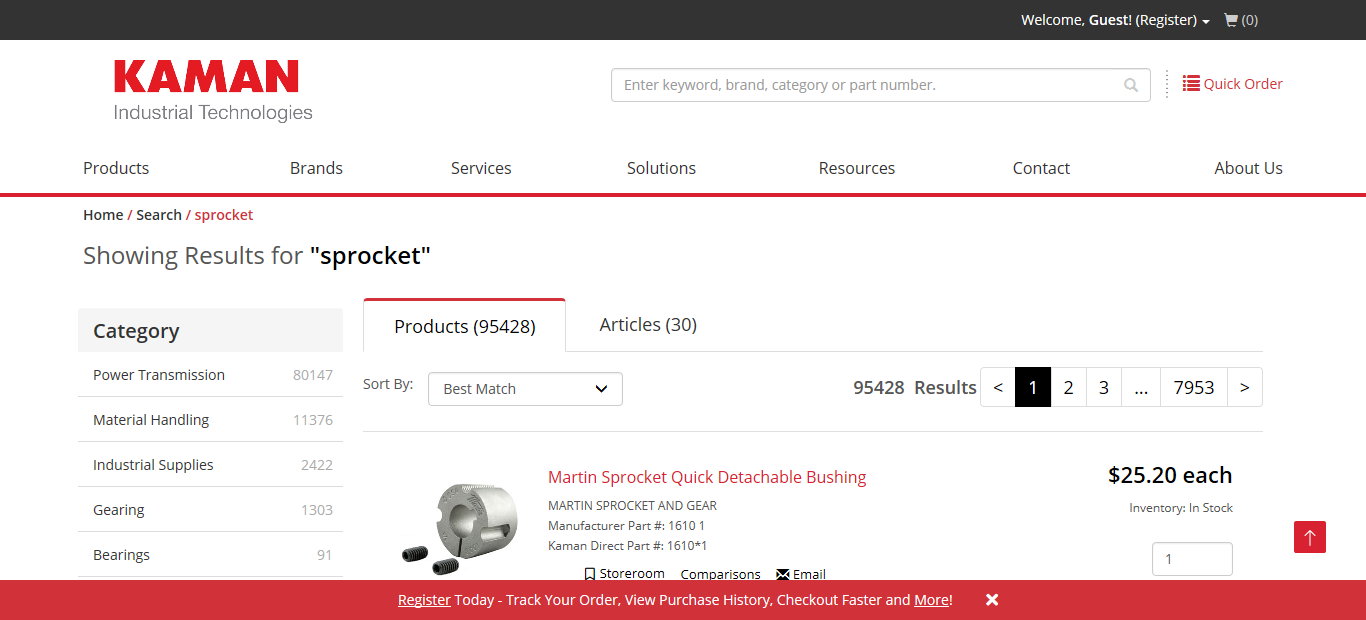 Welcome, Guest! (Register) (0)
KAMAN
Industrial Technologies
Enter keyword, brand, category or part number.
Quick Order
Products Brands Services Solutions Resources Contact About Us
Home / Search / sprocket
Showing Results for "sprocket"
Category
Power Transmission 80147
Material Handling 11376
Industrial Supplies 2422
Gearing 1303
Bearings 91
Products (95428) Articles (30)
Sort By: Best Match 95428 Results < 1 2 3 ... 7953 >
Martin Sprocket Quick Detachable Bushing
MARTIN SPROCKET AND GEAR
Manufacturer Part #: 1610 1
Kaman Direct Part #: 1610*1
Storeroom Comparisons Email
$25.20 each
Inventory: In Stock
1
Register Today - Track Your Order, View Purchase History, Checkout Faster and More!